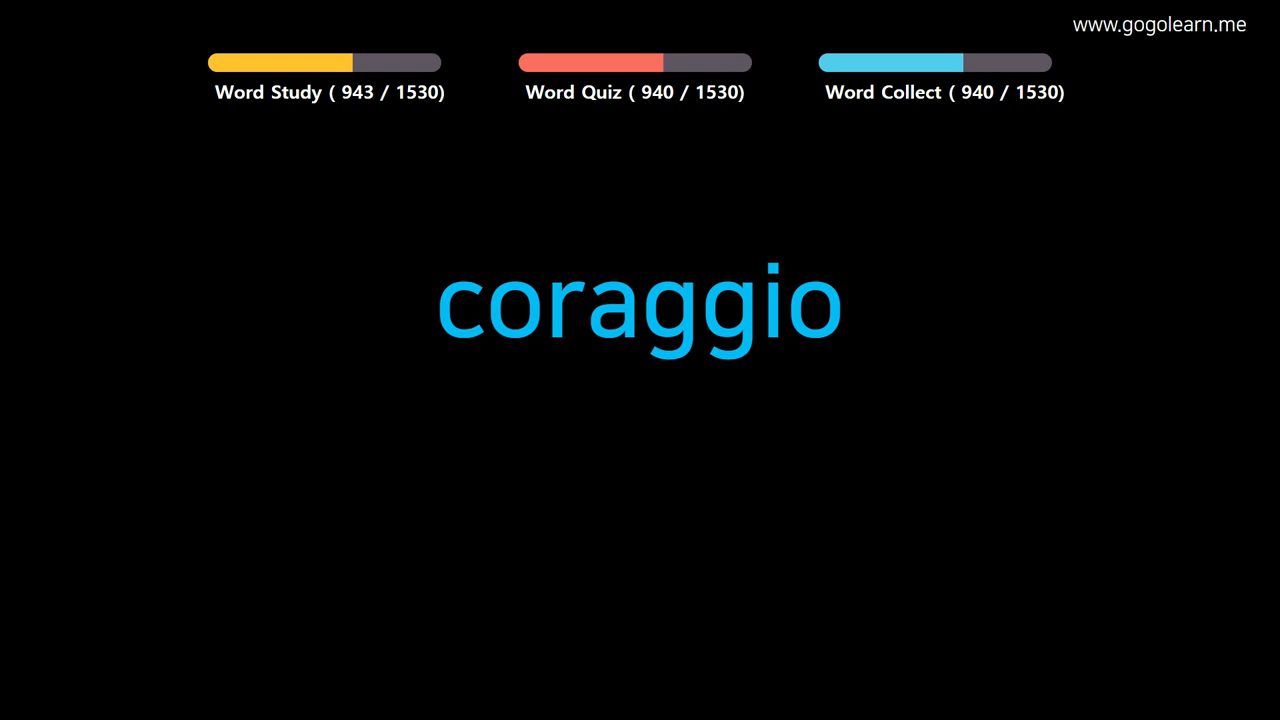 www.gogolearn.me
Word Study ( 943 / 1530)
Word Quiz ( 940 / 1530)
Word Collect ( 940 / 1530)
coraggio